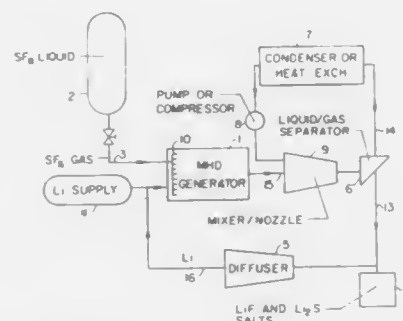 7
CONDENSER OR
HEAT EXCH
SF6 LIQUID
2
PUMP OR
COMPRESSOR
8
LIQUID/GAS
SEPARATOR
14
10
1
9
SF6 GAS
3
MHD
GENERATOR
15
6
Li SUPPLY
4
MIXER/NOZZLE
13
Li
16
5
DIFFUSER
LiF AND Li2S
SALTS